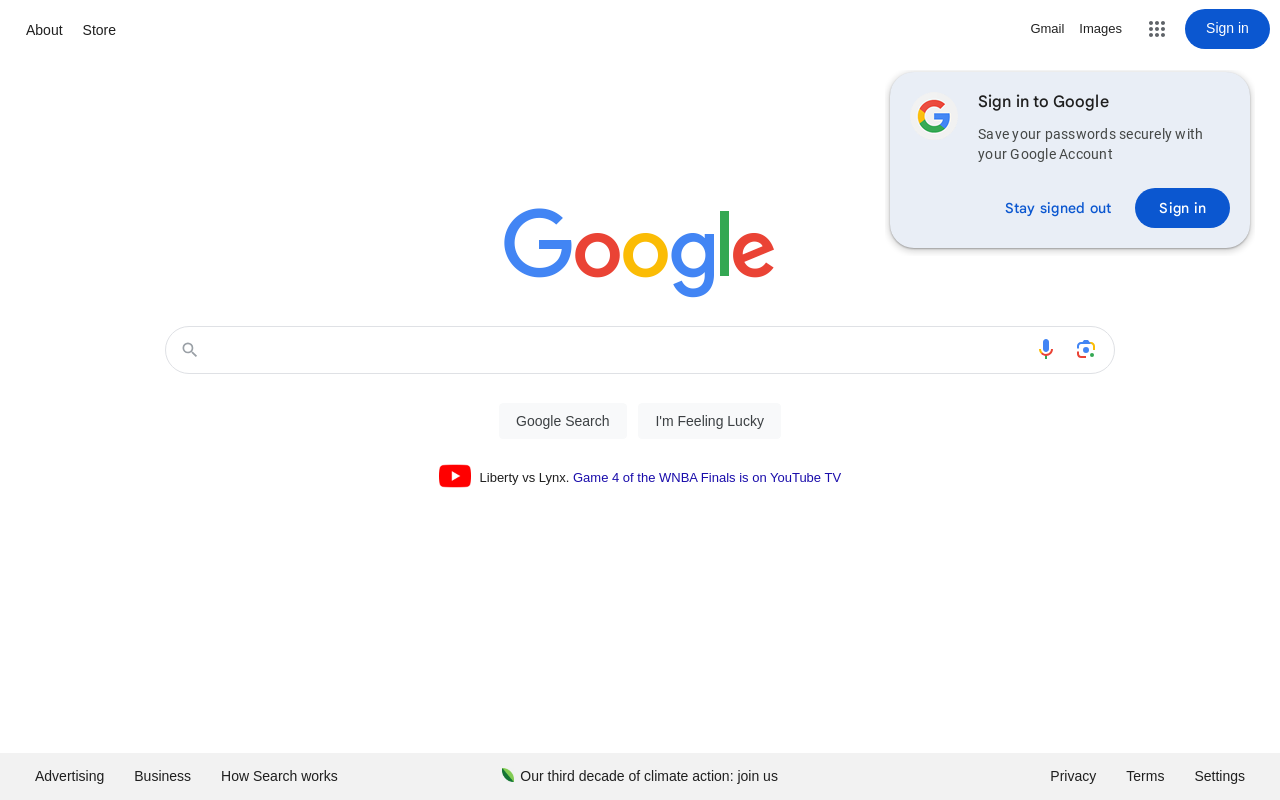 About Store
Gmail Images Sign in
Sign in to Google
Save your passwords securely with
your Google Account
Stay signed out Sign in
Google
Google Search I'm Feeling Lucky
Liberty vs Lynx. Game 4 of the WNBA Finals is on YouTube TV
Advertising Business How Search works Our third decade of climate action: join us Privacy Terms Settings